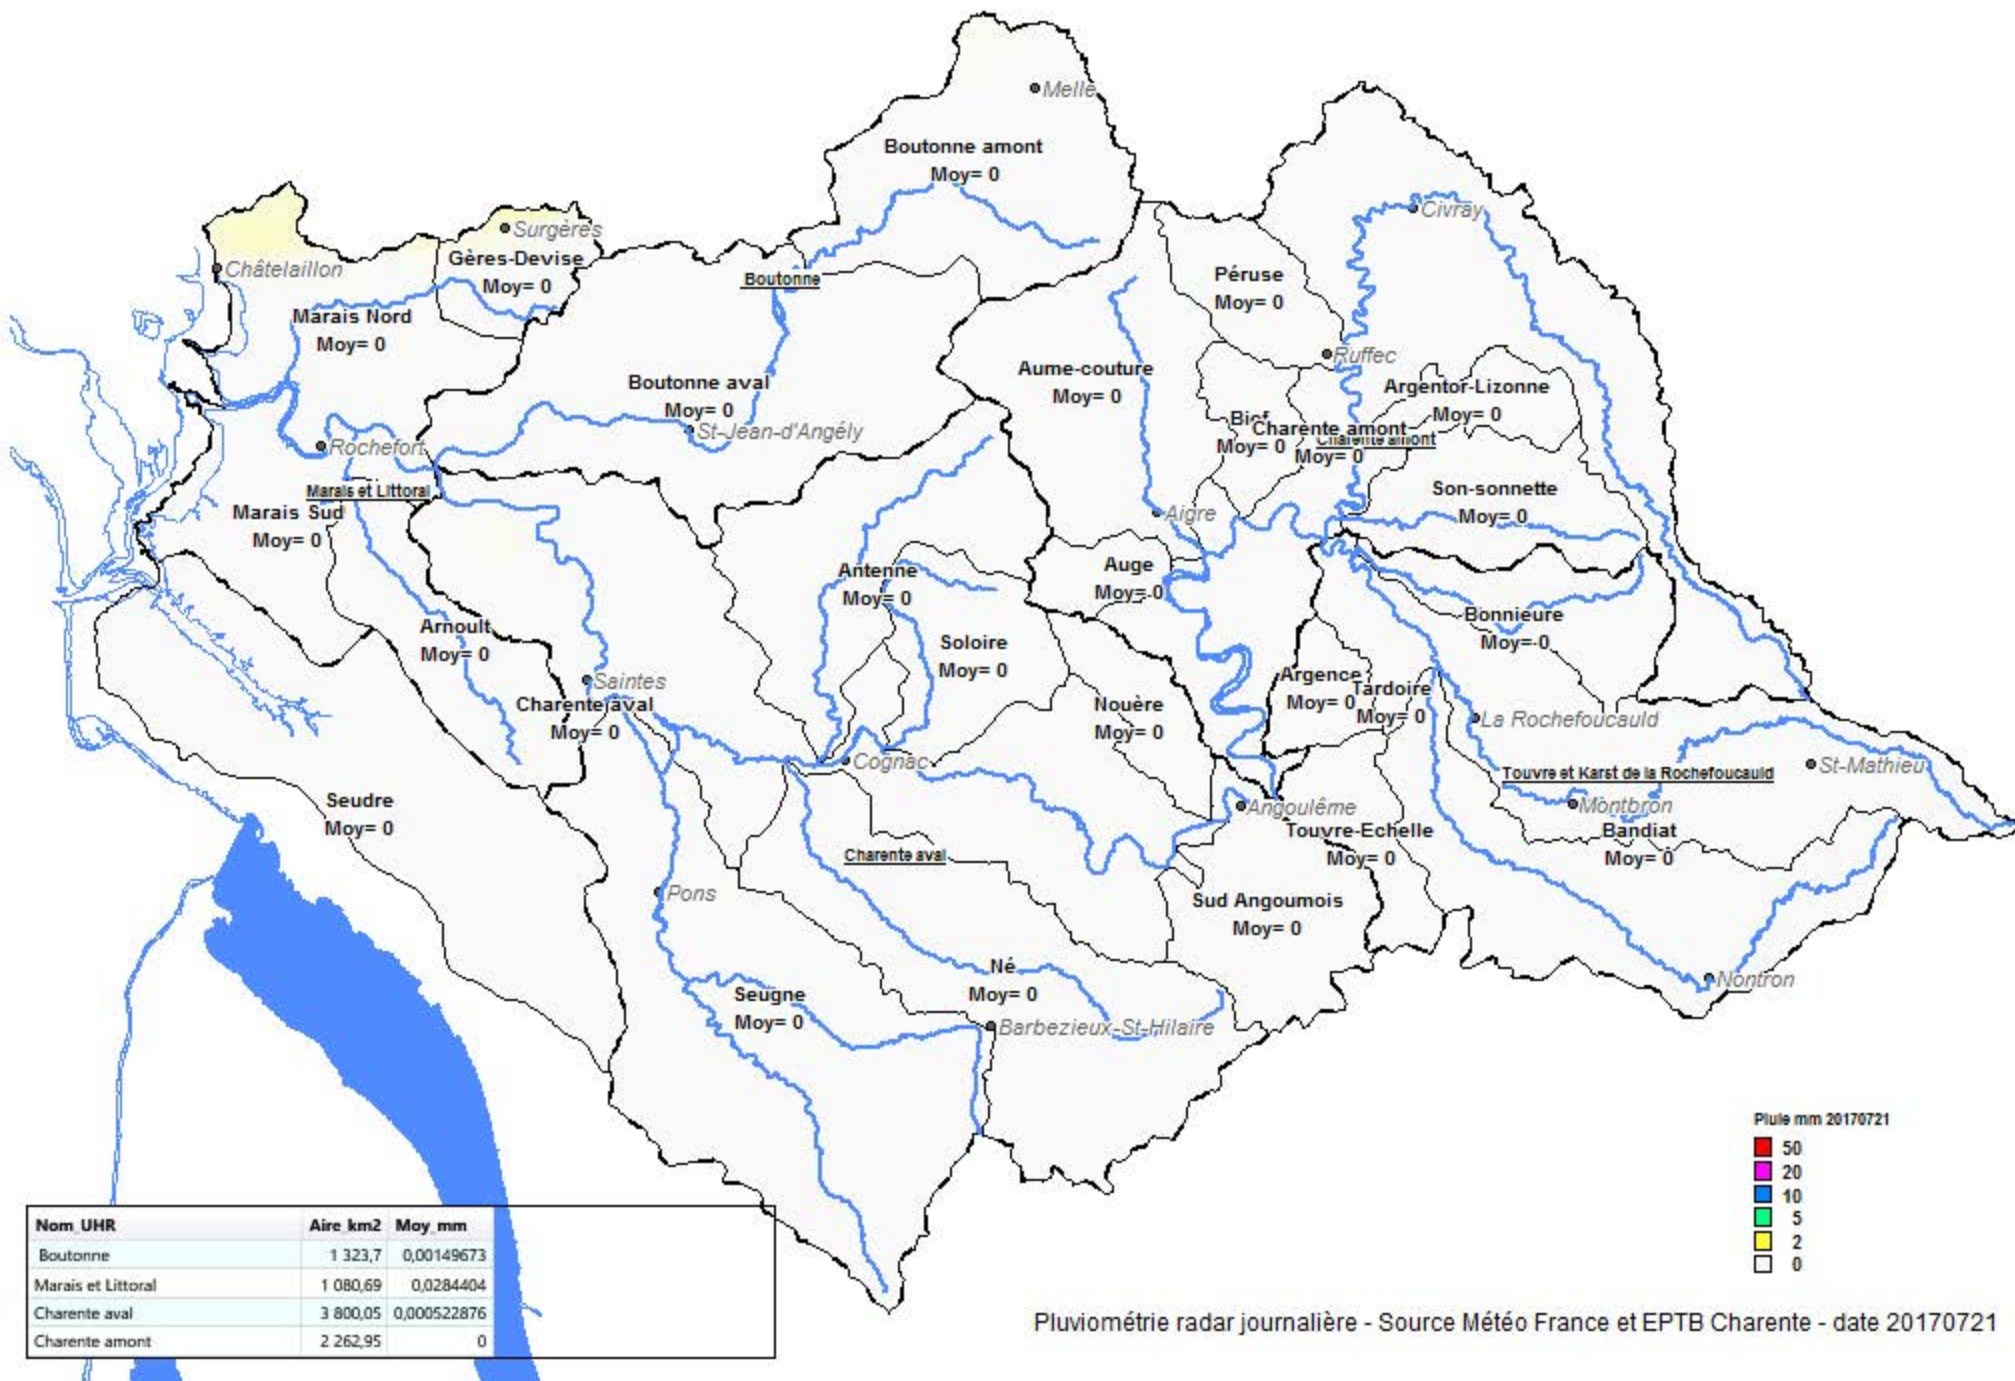 Melle
Boutonne amont
Moy= 0
Civray
Surgères
Gères-Devise
Moy= 0
Châtelaillon
Boutonne
Péruse
Moy= 0
Marais Nord
Moy= 0
Ruffec
Aume-couture
Moy= 0
Boutonne aval
Moy= 0
Argentor-Lizonne
Moy= 0
St-Jean-d'Angély
Bief
Moy= 0
Charente amont
Moy= 0
Charente amont
Rochefort
Marais et Littoral
Son-sonnette
Moy= 0
Marais Sud
Moy= 0
Aigre
Antenne
Moy= 0
Auge
Moy= 0
Bonnieure
Moy= 0
Arnoult
Moy= 0
Soloire
Moy= 0
Saintes
Charente aval
Moy= 0
Nouère
Moy= 0
Argence
Moy= 0
Tardoire
Moy= 0
La Rochefoucauld
Cognac
St-Mathieu
Touvre et Karst de la Rochefoucauld
Seudre
Moy= 0
Angoulême
Montbron
Touvre-Echelle
Moy= 0
Bandiat
Moy= 0
Charente aval
Pons
Sud Angoumois
Moy= 0
Né
Moy= 0
Nontron
Seugne
Moy= 0
Barbezieux-St-Hilaire
Pluie mm 20170721
50
20
10
5
2
0
Nom_UHR Aire_km2 Moy_mm
Boutonne 1 323,7 0,00149673
Marais et Littoral 1 080,69 0,0284404
Charente aval 3 800,05 0,000522876
Charente amont 2 262,95 0
Pluviométrie radar journalière - Source Météo France et EPTB Charente - date 20170721